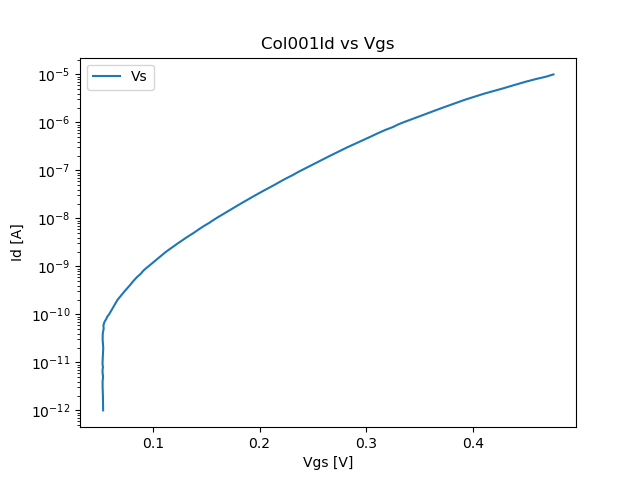 Col001Id vs Vgs
Vs
10⁻⁵
10⁻⁶
10⁻⁷
10⁻⁸
10⁻⁹
10⁻¹⁰
10⁻¹¹
10⁻¹²
Id [A]
0.1 0.2 0.3 0.4
Vgs [V]